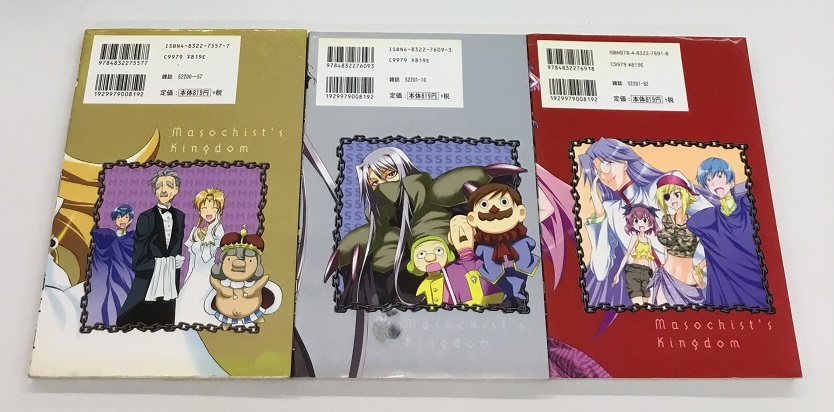 ISBN4-8322-7557-7
C9979 ¥819E
9784832275577
雑誌 52200-57
定価：本体819円+税
1929979008192
Masochist's
Kingdom
MMMMMM
ISBN4-8322-7609-3
C9979 ¥819E
9784832276093
雑誌 52201-10
定価：本体819円+税
1929979008192
SSSSSS
Masochist's
Kingdom
ISBN978-4-8322-7691-8
C9979 ¥819E
9784832276918
雑誌 52201-92
定価：本体819円+税
1929979008192
Masochist's
Kingdom